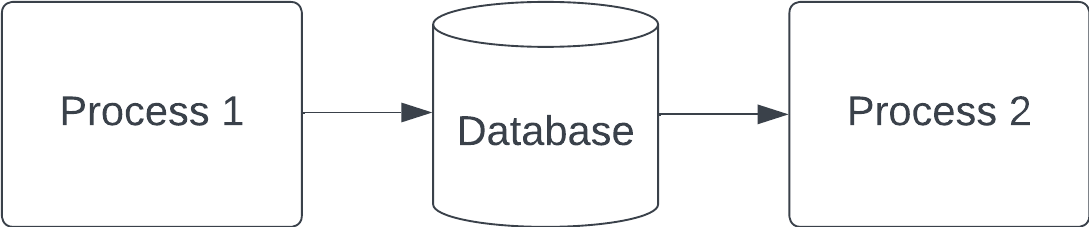 Process 1
Database
Process 2